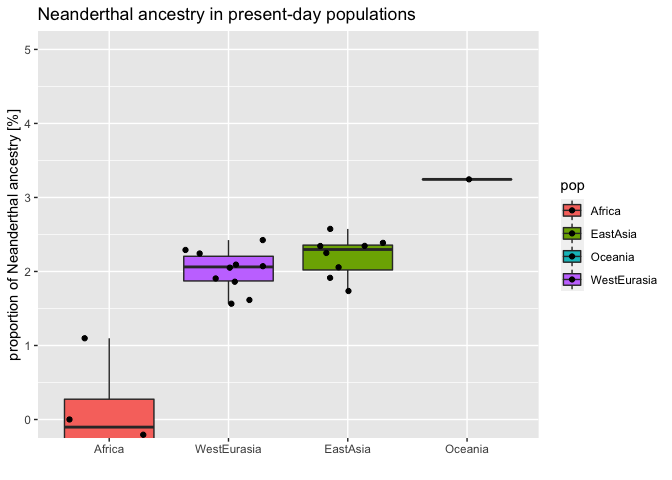 Neanderthal ancestry in present-day populations
proportion of Neanderthal ancestry [%]
5
4
3
2
1
0
Africa
WestEurasia
EastAsia
Oceania
pop
Africa
EastAsia
Oceania
WestEurasia